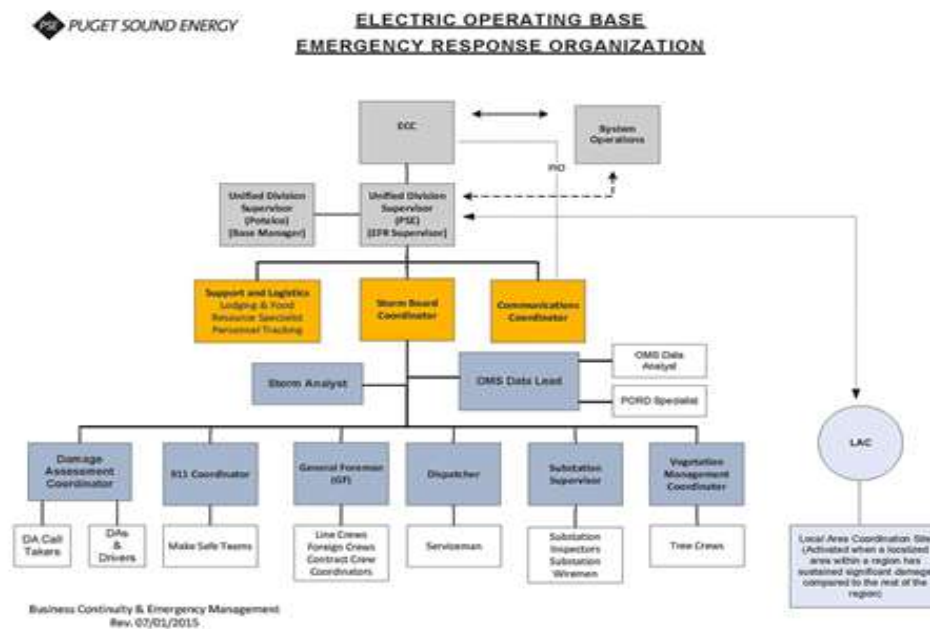 PSE PUGET SOUND ENERGY
ELECTRIC OPERATING BASE
EMERGENCY RESPONSE ORGANIZATION
ECC
System
Operations
PIO
Unified Division
Supervisor
(Potelco)
(Base Manager)
Unified Division
Supervisor
(PSE)
(EFR Supervisor)
Support and Logistics
Lodging & Food
Resource Specialist
Personnel Tracking
Storm Board
Coordinator
Communications
Coordinator
Storm Analyst
OMS Data Lead
OMS Data
Analyst
PORD Specialist
LAC
Damage
Assessment
Coordinator
911 Coordinator
General Foreman
(GF)
Dispatcher
Substation
Supervisor
Vegetation
Management
Coordinator
DA Call
Takers
DAs
&
Drivers
Make Safe Teams
Line Crews
Foreign Crews
Contract Crew
Coordinators
Serviceman
Substation
Inspectors
Substation
Wiremen
Tree Crews
Local Area Coordination Site
(Activated when a localized
area within a region has
sustained significant damage
compared to the rest of the
region)
Business Continuity & Emergency Management
Rev. 07/01/2015